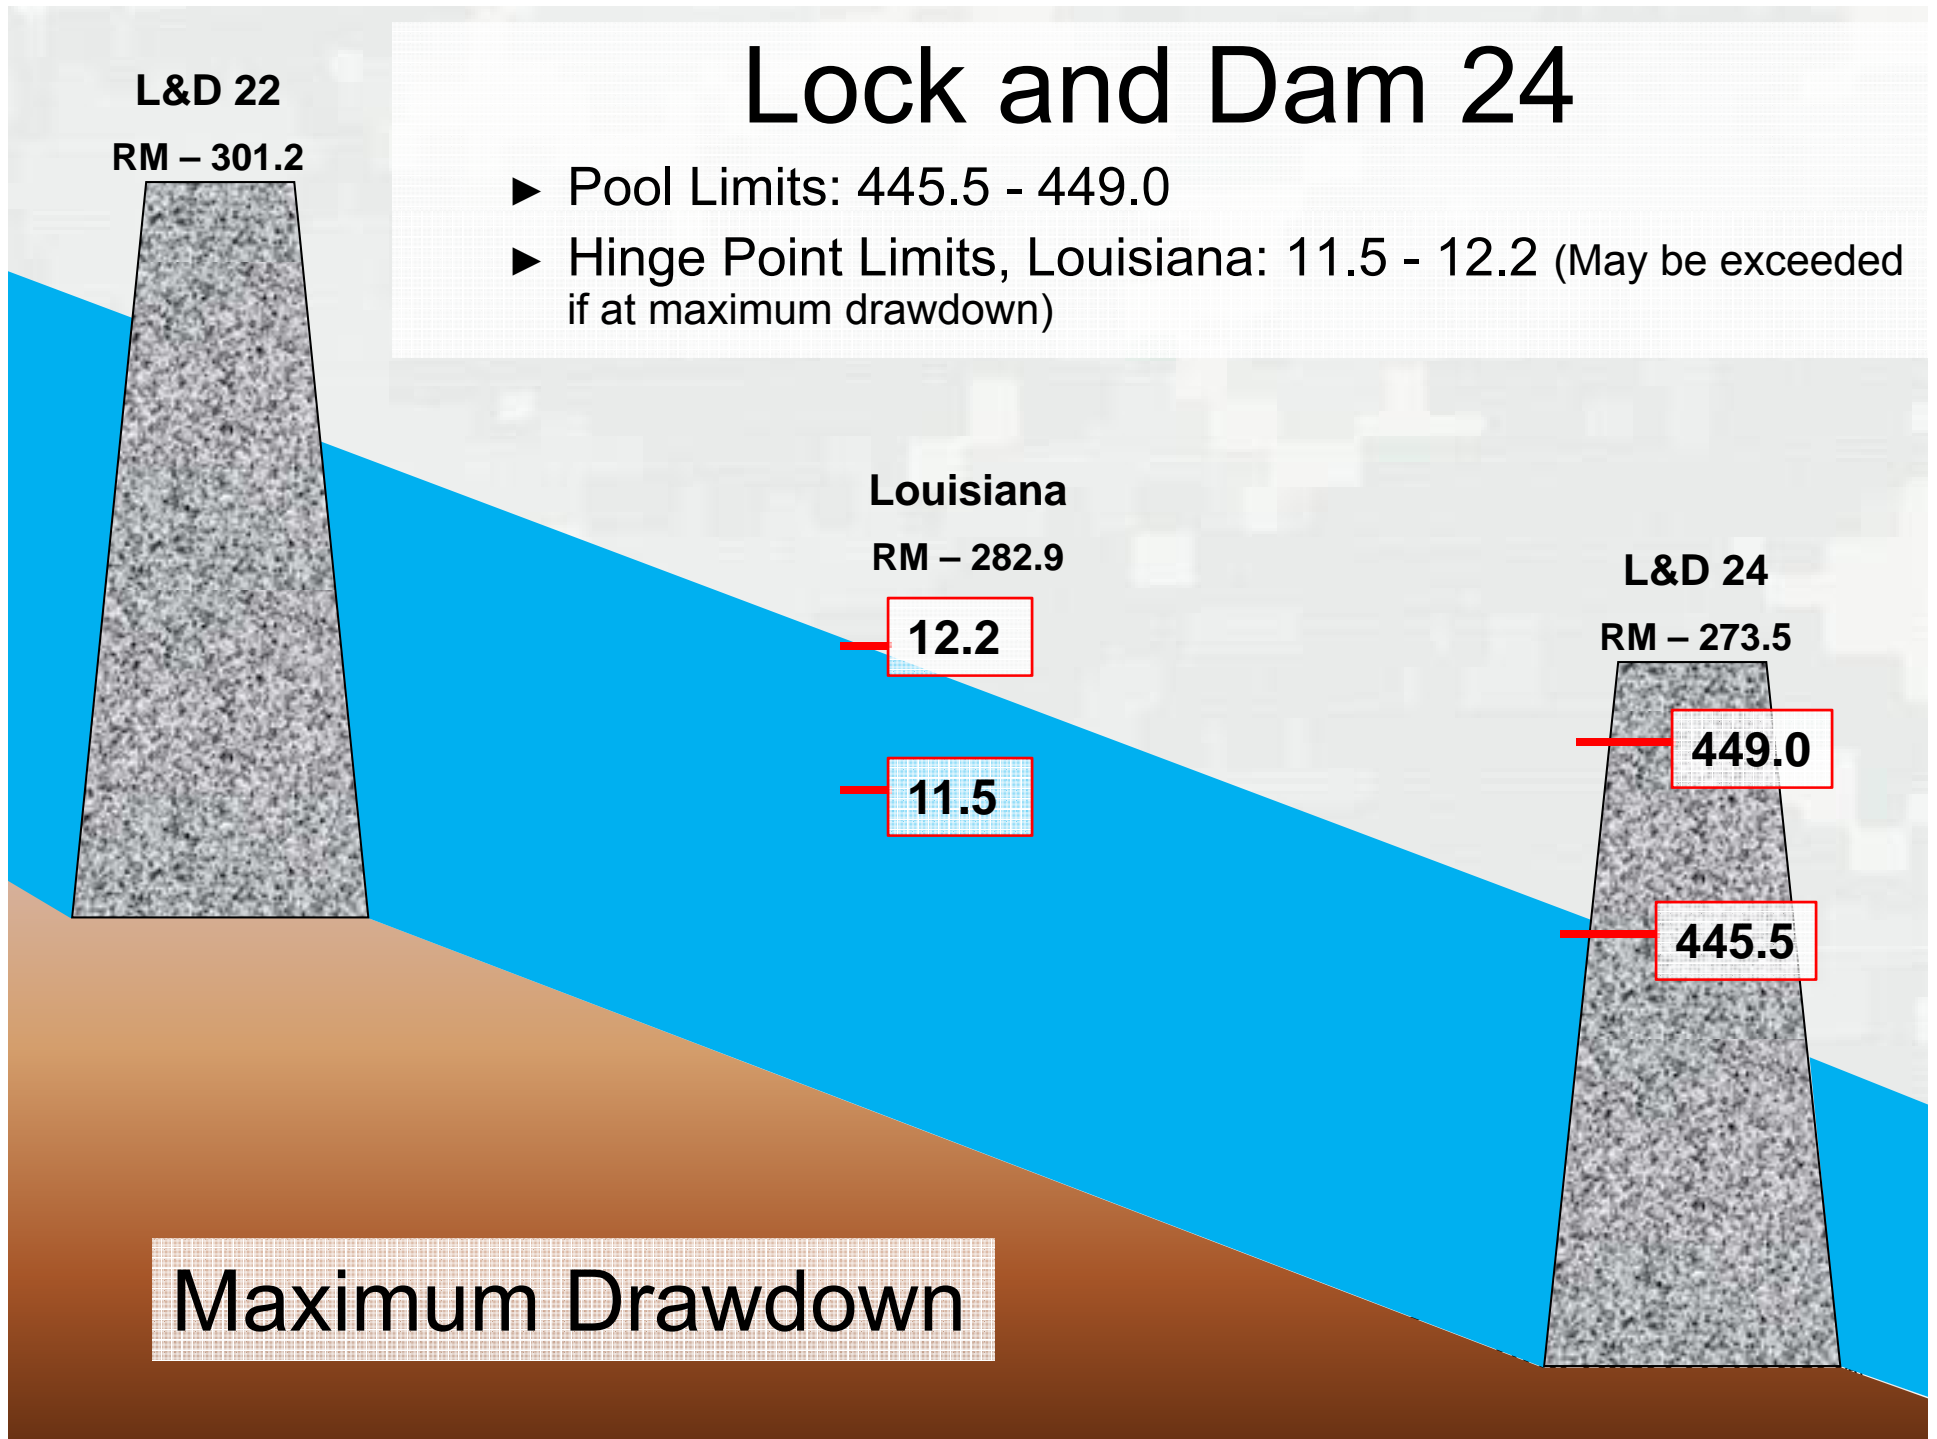 Lock and Dam 24
► Pool Limits: 445.5 - 449.0
► Hinge Point Limits, Louisiana: 11.5 - 12.2 (May be exceeded
if at maximum drawdown)
L&D 22
RM – 301.2
Louisiana
RM – 282.9
12.2
11.5
L&D 24
RM – 273.5
449.0
445.5
Maximum Drawdown